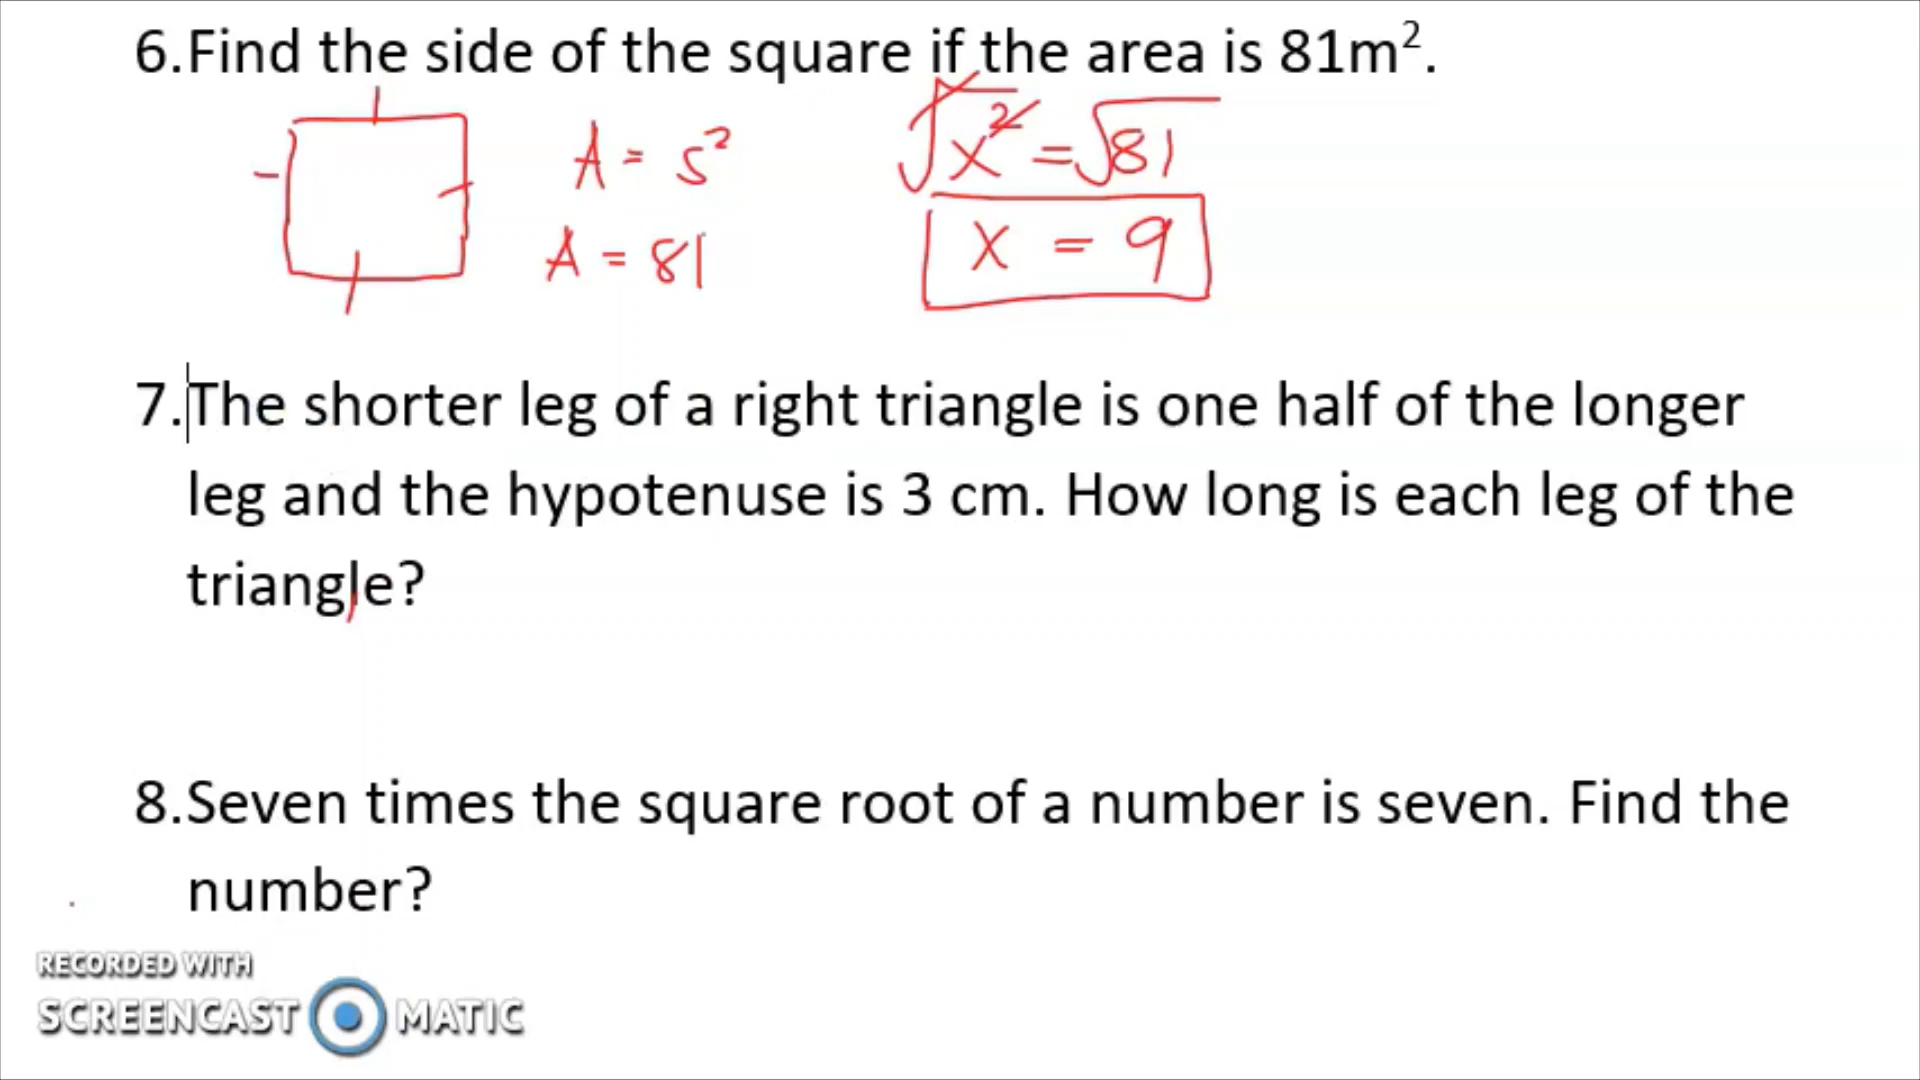 6.Find the side of the square if the area is 81m².
A = s²
√x² = √81
A = 81
x = 9
7.The shorter leg of a right triangle is one half of the longer
leg and the hypotenuse is 3 cm. How long is each leg of the
triangle?
8.Seven times the square root of a number is seven. Find the
number?
RECORDED WITH
SCREENCAST MATIC